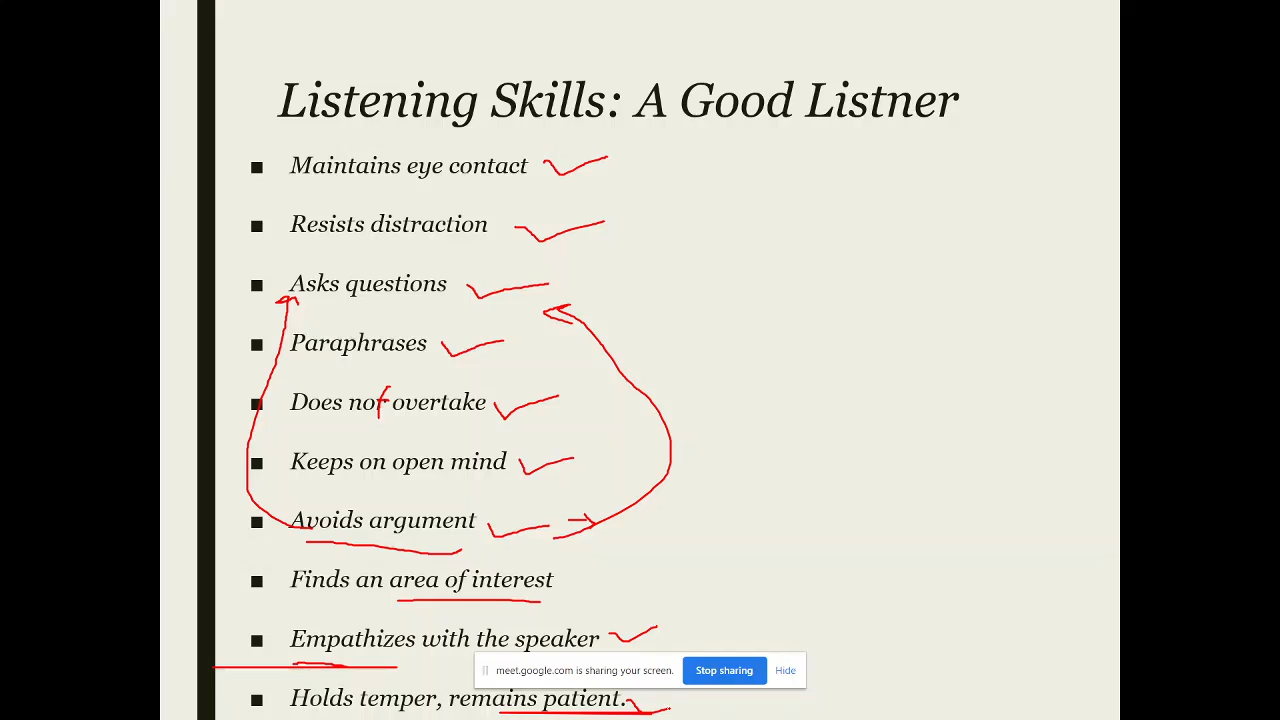 Listening Skills: A Good Listner
Maintains eye contact
Resists distraction
Asks questions
Paraphrases
Does not overtake
Keeps on open mind
Avoids argument
Finds an area of interest
Empathizes with the speaker
meet.google.com is sharing your screen. Stop sharing Hide
Holds temper, remains patient.